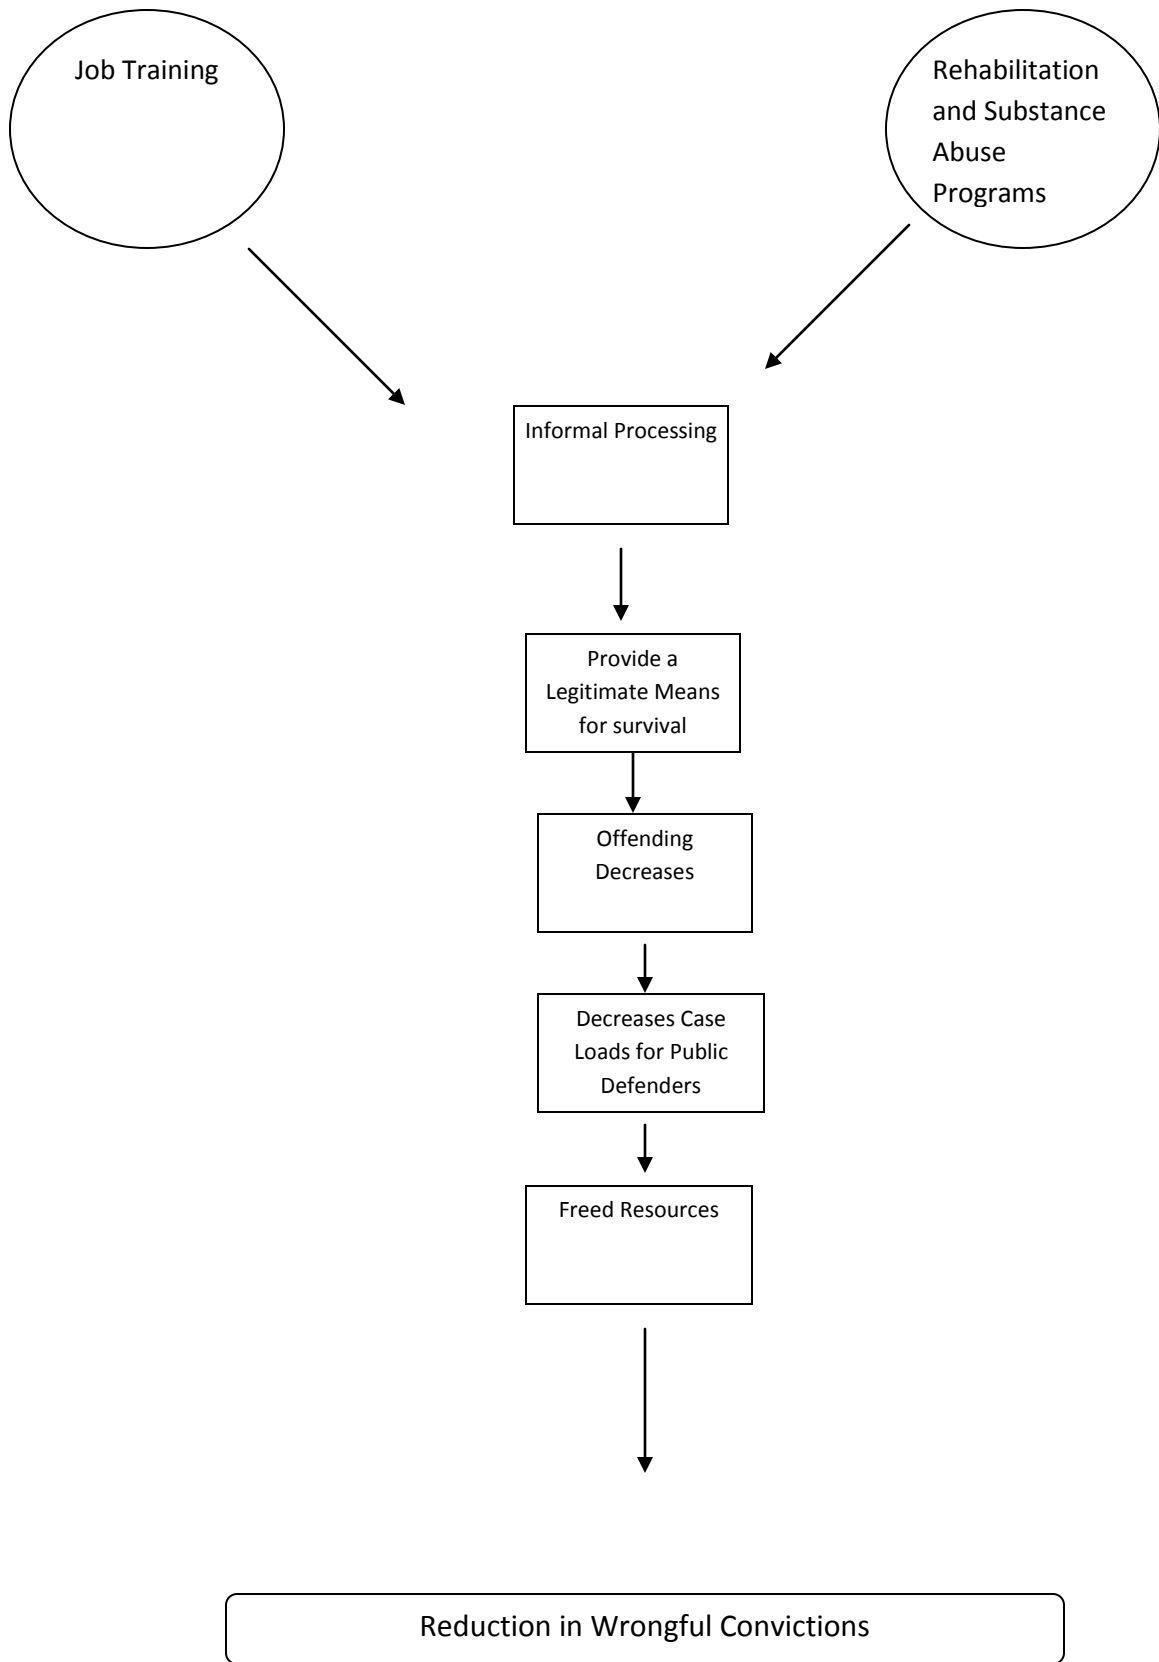 Job Training
Rehabilitation
and Substance
Abuse
Programs
Informal Processing
Provide a
Legitimate Means
for survival
Offending
Decreases
Decreases Case
Loads for Public
Defenders
Freed Resources
Reduction in Wrongful Convictions